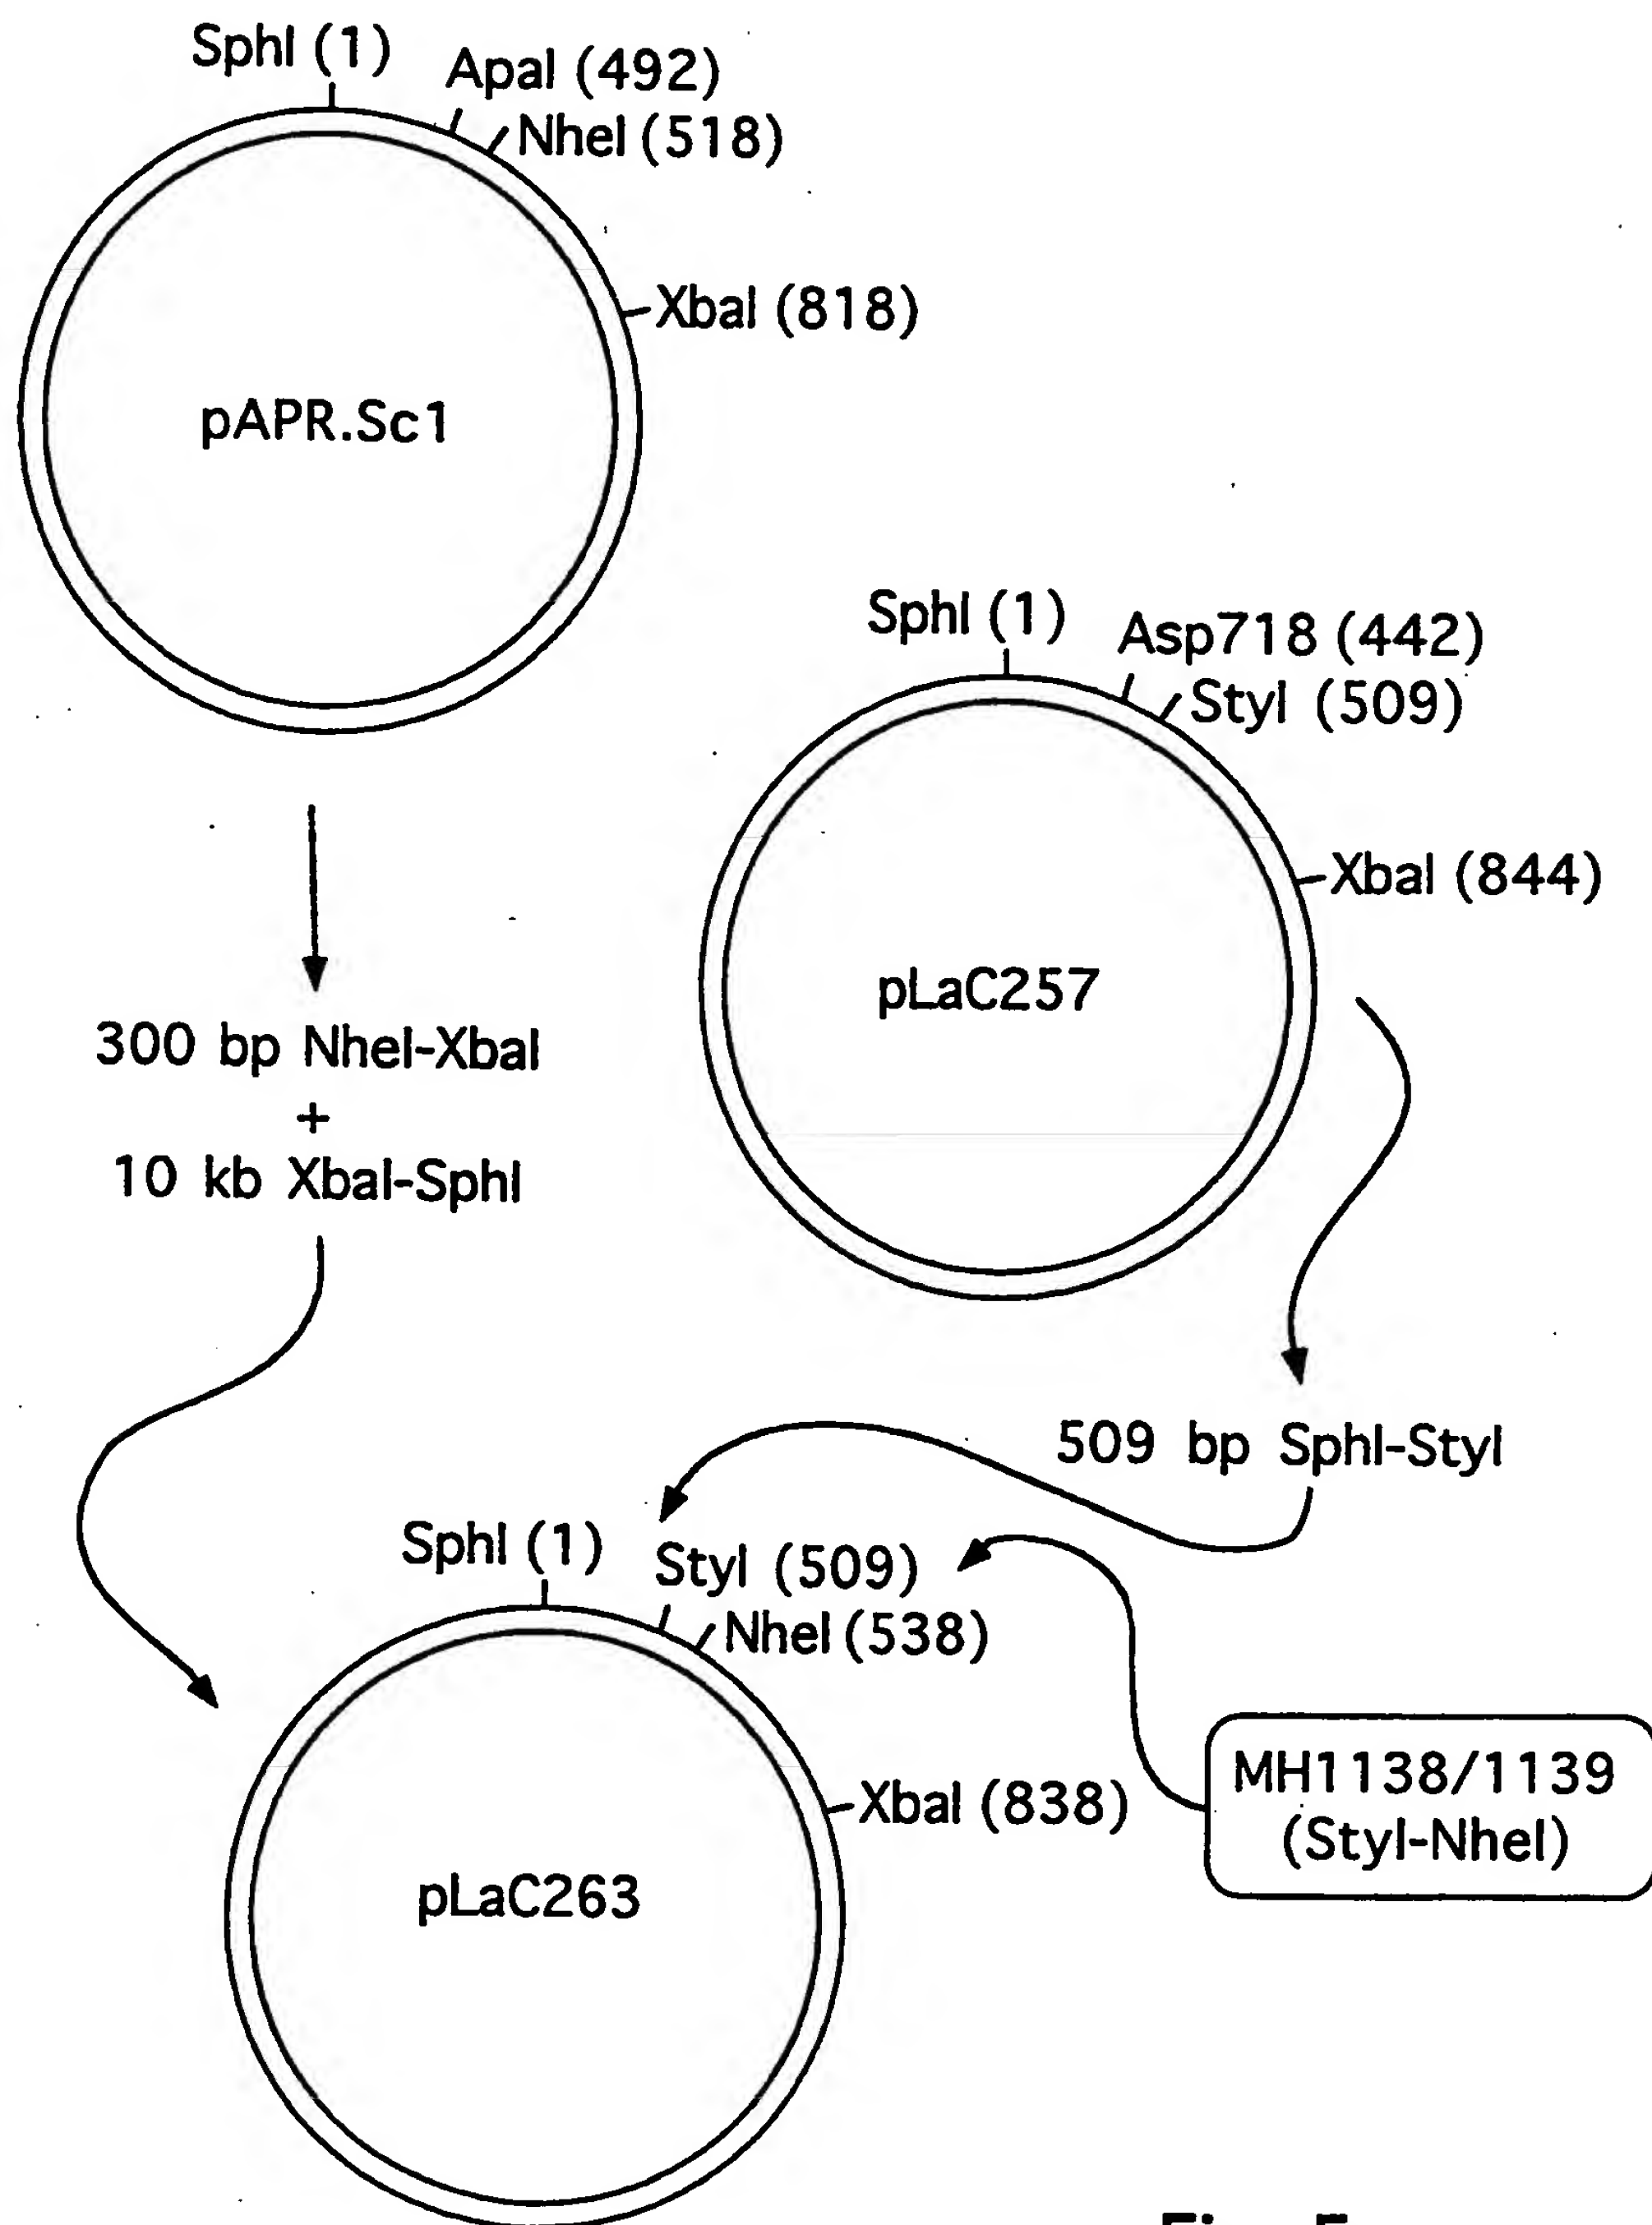 SphI (1)
ApaI (492)
NheI (518)
XbaI (818)
pAPR.Sc1
SphI (1)
Asp718 (442)
StyI (509)
XbaI (844)
pLaC257
300 bp NheI-XbaI
+
10 kb XbaI-SphI
509 bp SphI-StyI
SphI (1)
StyI (509)
NheI (538)
XbaI (838)
pLaC263
MH1138/1139
(StyI-NheI)